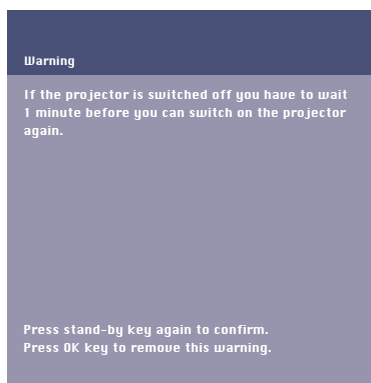 Warning
If the projector is switched off you have to wait
1 minute before you can switch on the projector
again.
Press stand-by key again to confirm.
Press OK key to remove this warning.